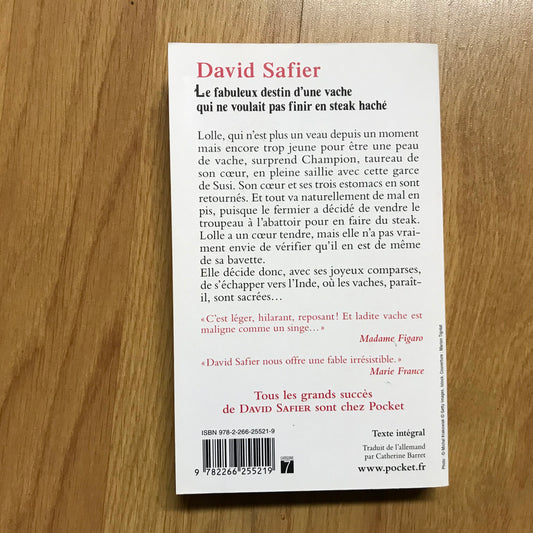 David Safier
Le fabuleux destin d'une vache
qui ne voulait pas finir en steak haché
Lolle, qui n'est plus un veau depuis un moment
mais encore trop jeune pour être une peau
de vache, surprend Champion, taureau de
son cœur, en pleine saillie avec cette garce
de Susi. Son cœur et ses trois estomacs en sont
retournés. Et tout va naturellement de mal en
pis, puisque le fermier a décidé de vendre le
troupeau à l'abattoir pour en faire du steak.
Lolle a un cœur tendre, mais elle n'a pas vrai-
ment envie de vérifier qu'il en est de même
de sa bavette.
Elle décide donc, avec ses joyeux comparses,
de s'échapper vers l'Inde, où les vaches, paraît-
il, sont sacrées…
« C'est léger, hilarant, reposant ! Et ladite vache est
maligne comme un singe… »
Madame Figaro
« David Safier nous offre une fable irrésistible. »
Marie France
Tous les grands succès
de DAVID SAFIER sont chez Pocket
ISBN 978-2-266-25521-9
9 782266 255219
CATÉGORIE
7
Texte intégral
Traduit de l'allemand
par Catherine Barret
www.pocket.fr